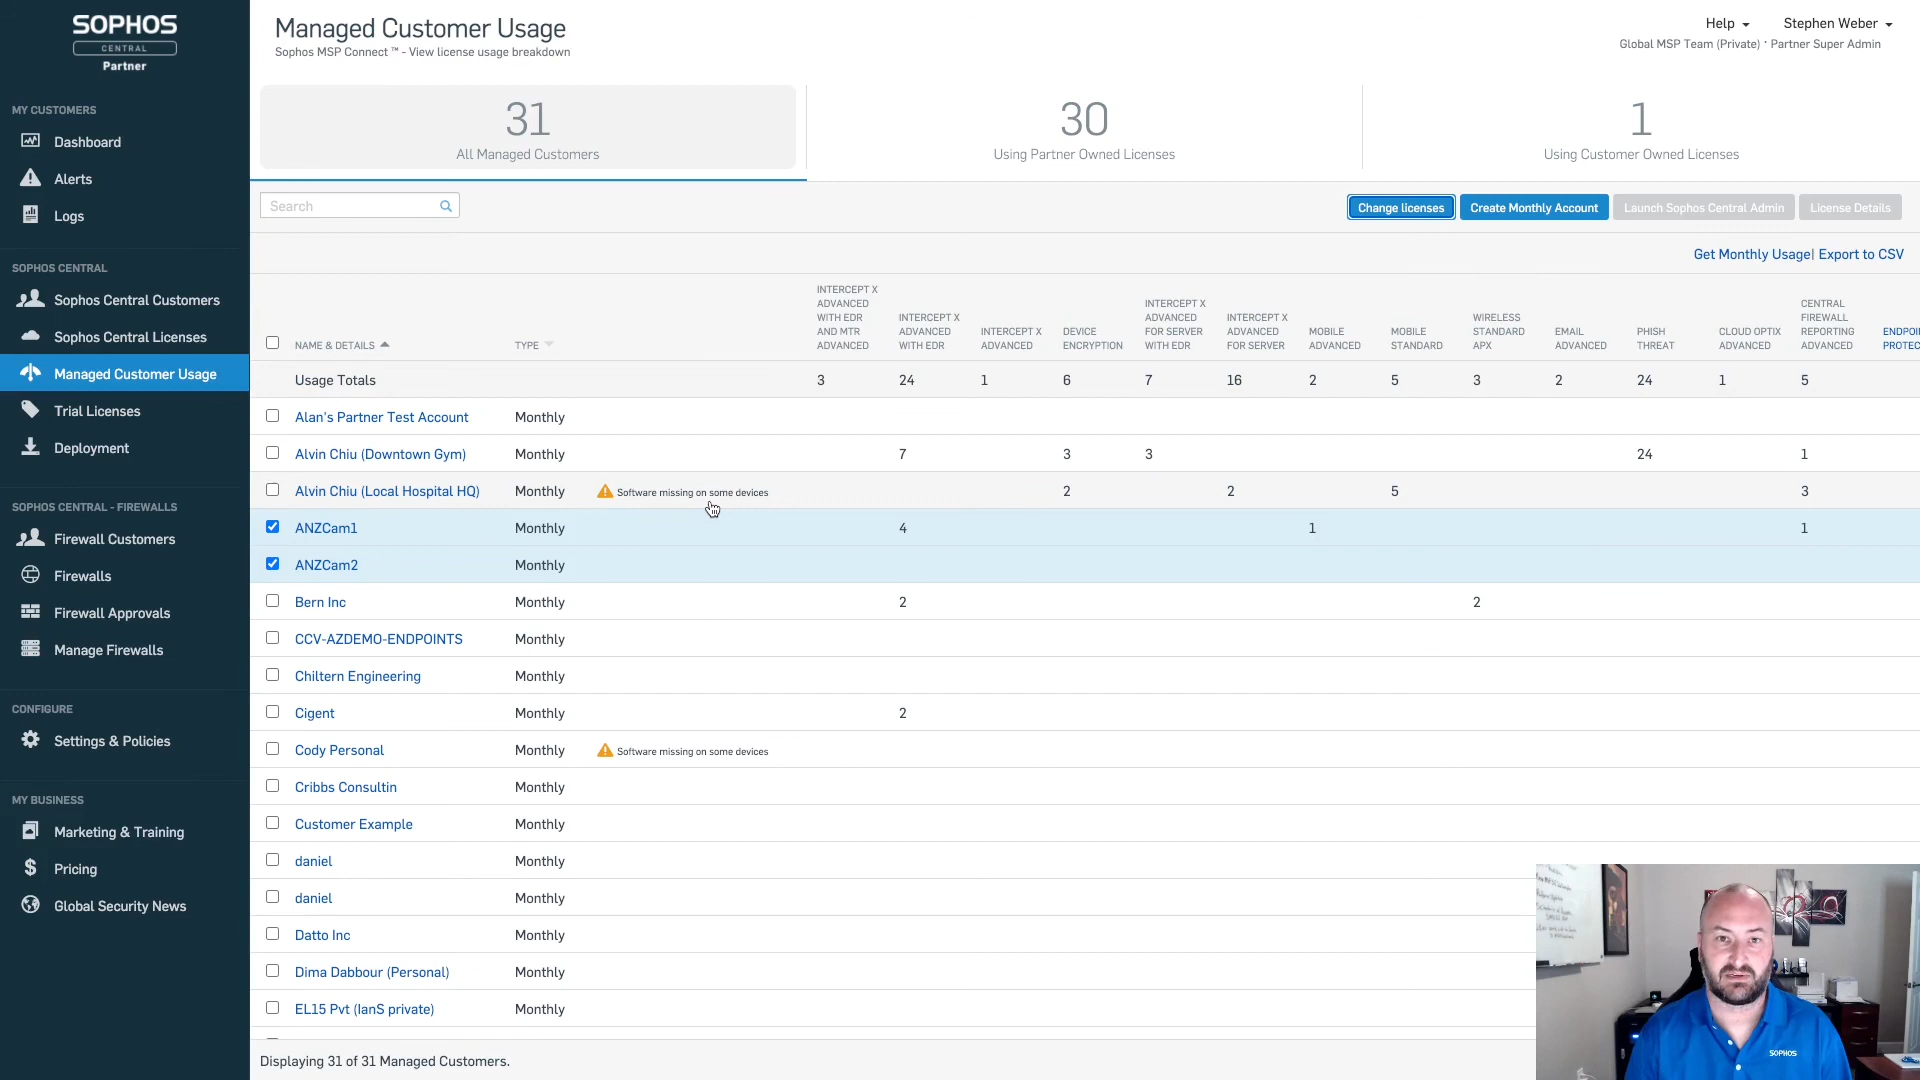 SOPHOS
CENTRAL
Partner
MY CUSTOMERS
Dashboard
Alerts
Logs
SOPHOS CENTRAL
Sophos Central Customers
Sophos Central Licenses
Managed Customer Usage
Trial Licenses
Deployment
SOPHOS CENTRAL - FIREWALLS
Firewall Customers
Firewalls
Firewall Approvals
Manage Firewalls
CONFIGURE
Settings & Policies
MY BUSINESS
Marketing & Training
Pricing
Global Security News
Managed Customer Usage
Sophos MSP Connect ™ - View license usage breakdown
Help Stephen Weber
Global MSP Team (Private) · Partner Super Admin
31
All Managed Customers
30
Using Partner Owned Licenses
1
Using Customer Owned Licenses
Search
Change licenses Create Monthly Account Launch Sophos Central Admin License Details
Get Monthly Usage| Export to CSV
NAME & DETAILS
TYPE
INTERCEPT X
ADVANCED
WITH EDR
AND MTR
ADVANCED
INTERCEPT X
ADVANCED
WITH EDR
INTERCEPT X
ADVANCED
DEVICE
ENCRYPTION
INTERCEPT X
ADVANCED
FOR SERVER
WITH EDR
INTERCEPT X
ADVANCED
FOR SERVER
MOBILE
ADVANCED
MOBILE
STANDARD
WIRELESS
STANDARD
APX
EMAIL
ADVANCED
PHISH
THREAT
CLOUD OPTIX
ADVANCED
CENTRAL
FIREWALL
REPORTING
ADVANCED
ENDPOI
PROTEC
Usage Totals 3 24 1 6 7 16 2 5 3 2 24 1 5
Alan's Partner Test Account Monthly
Alvin Chiu (Downtown Gym) Monthly 7 3 3 24 1
Alvin Chiu (Local Hospital HQ) Monthly Software missing on some devices 2 2 5 3
ANZCam1 Monthly 4 1 1
ANZCam2 Monthly
Bern Inc Monthly 2 2
CCV-AZDEMO-ENDPOINTS Monthly
Chiltern Engineering Monthly
Cigent Monthly 2
Cody Personal Monthly Software missing on some devices
Cribbs Consultin Monthly
Customer Example Monthly
daniel Monthly
daniel Monthly
Datto Inc Monthly
Dima Dabbour (Personal) Monthly
EL15 Pvt (IanS private) Monthly
Displaying 31 of 31 Managed Customers.
SOPHOS